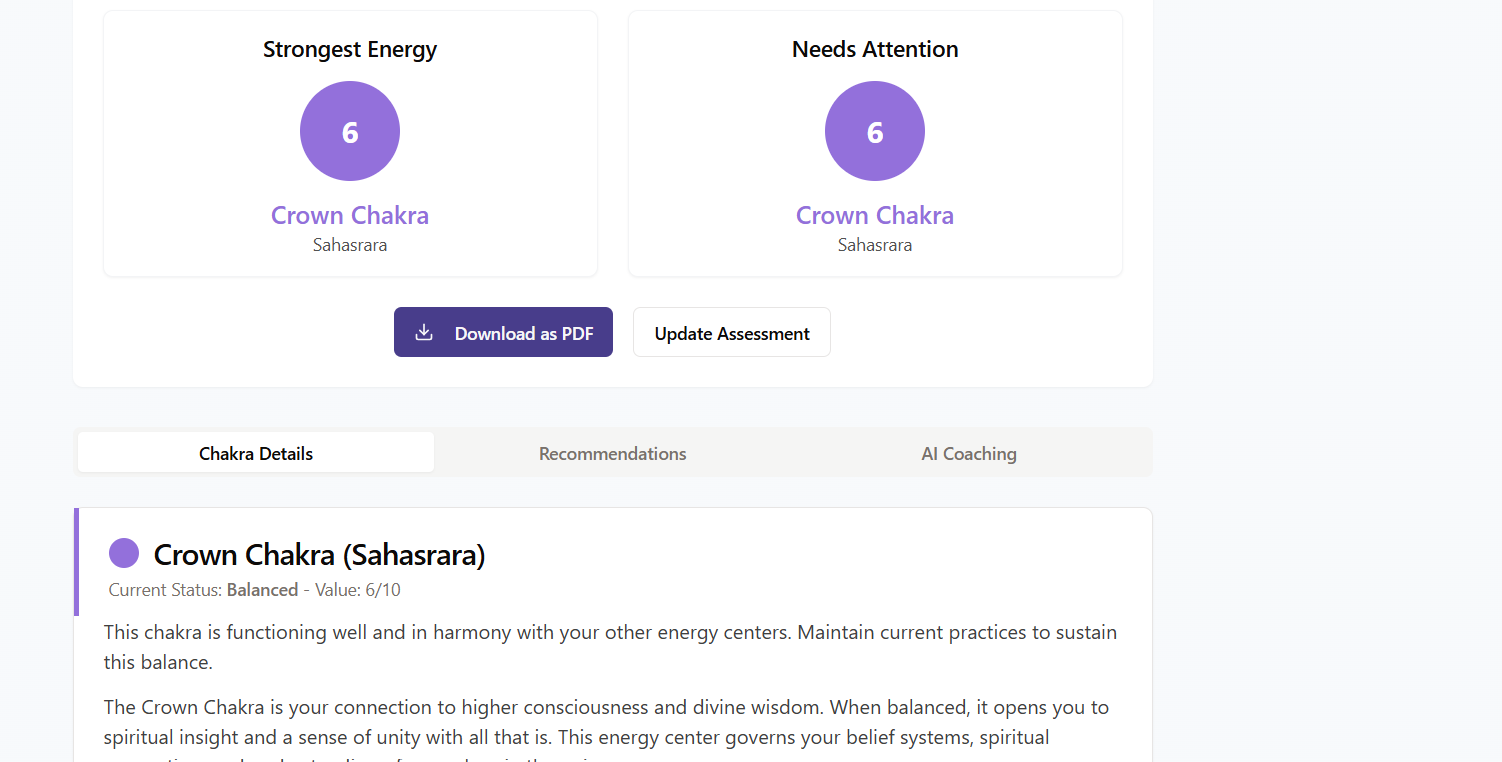 Strongest Energy
6
Crown Chakra
Sahasrara
Needs Attention
6
Crown Chakra
Sahasrara
Download as PDF
Update Assessment
Chakra Details
Recommendations
AI Coaching
Crown Chakra (Sahasrara)
Current Status: Balanced - Value: 6/10
This chakra is functioning well and in harmony with your other energy centers. Maintain current practices to sustain
this balance.
The Crown Chakra is your connection to higher consciousness and divine wisdom. When balanced, it opens you to
spiritual insight and a sense of unity with all that is. This energy center governs your belief systems, spiritual